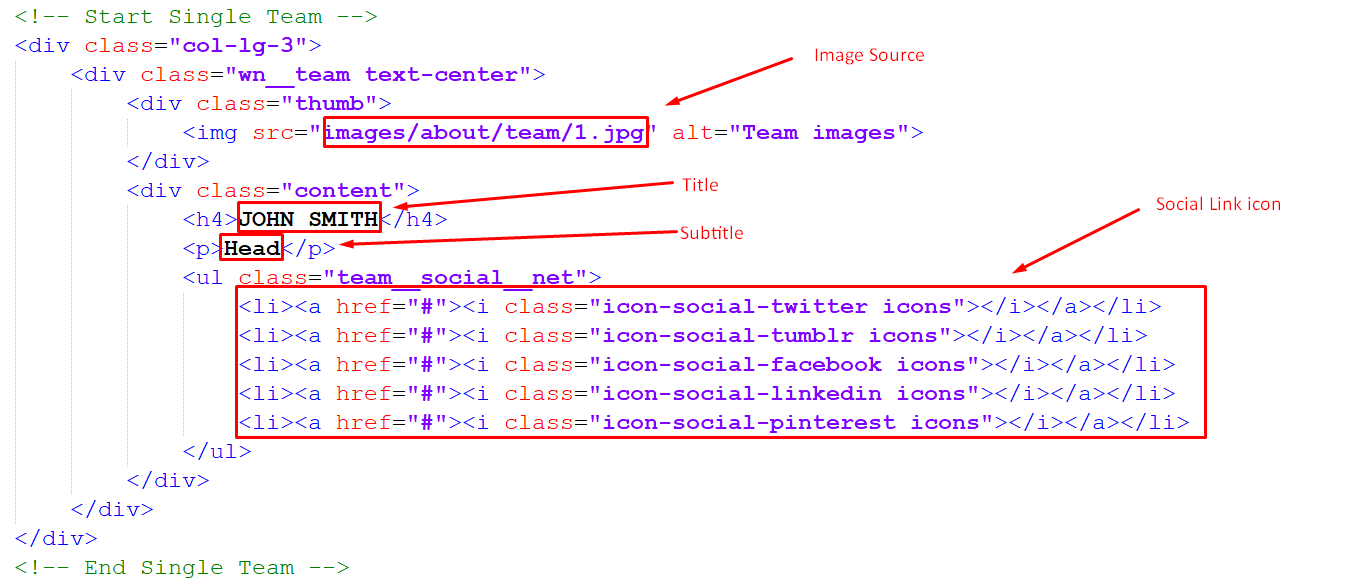 <!-- Start Single Team -->
<div class="col-lg-3">
Image Source
<div class="wn__team text-center">
<div class="thumb">
<img src="images/about/team/1.jpg" alt="Team images">
</div>
<div class="content">
Title
<h4>JOHN SMITH</h4>
Social Link icon
<p>Head</p>
Subtitle
<ul class="team__social__net">
<li><a href="#"><i class="icon-social-twitter icons"></i></a></li>
<li><a href="#"><i class="icon-social-tumblr icons"></i></a></li>
<li><a href="#"><i class="icon-social-facebook icons"></i></a></li>
<li><a href="#"><i class="icon-social-linkedin icons"></i></a></li>
<li><a href="#"><i class="icon-social-pinterest icons"></i></a></li>
</ul>
</div>
</div>
</div>
<!-- End Single Team -->